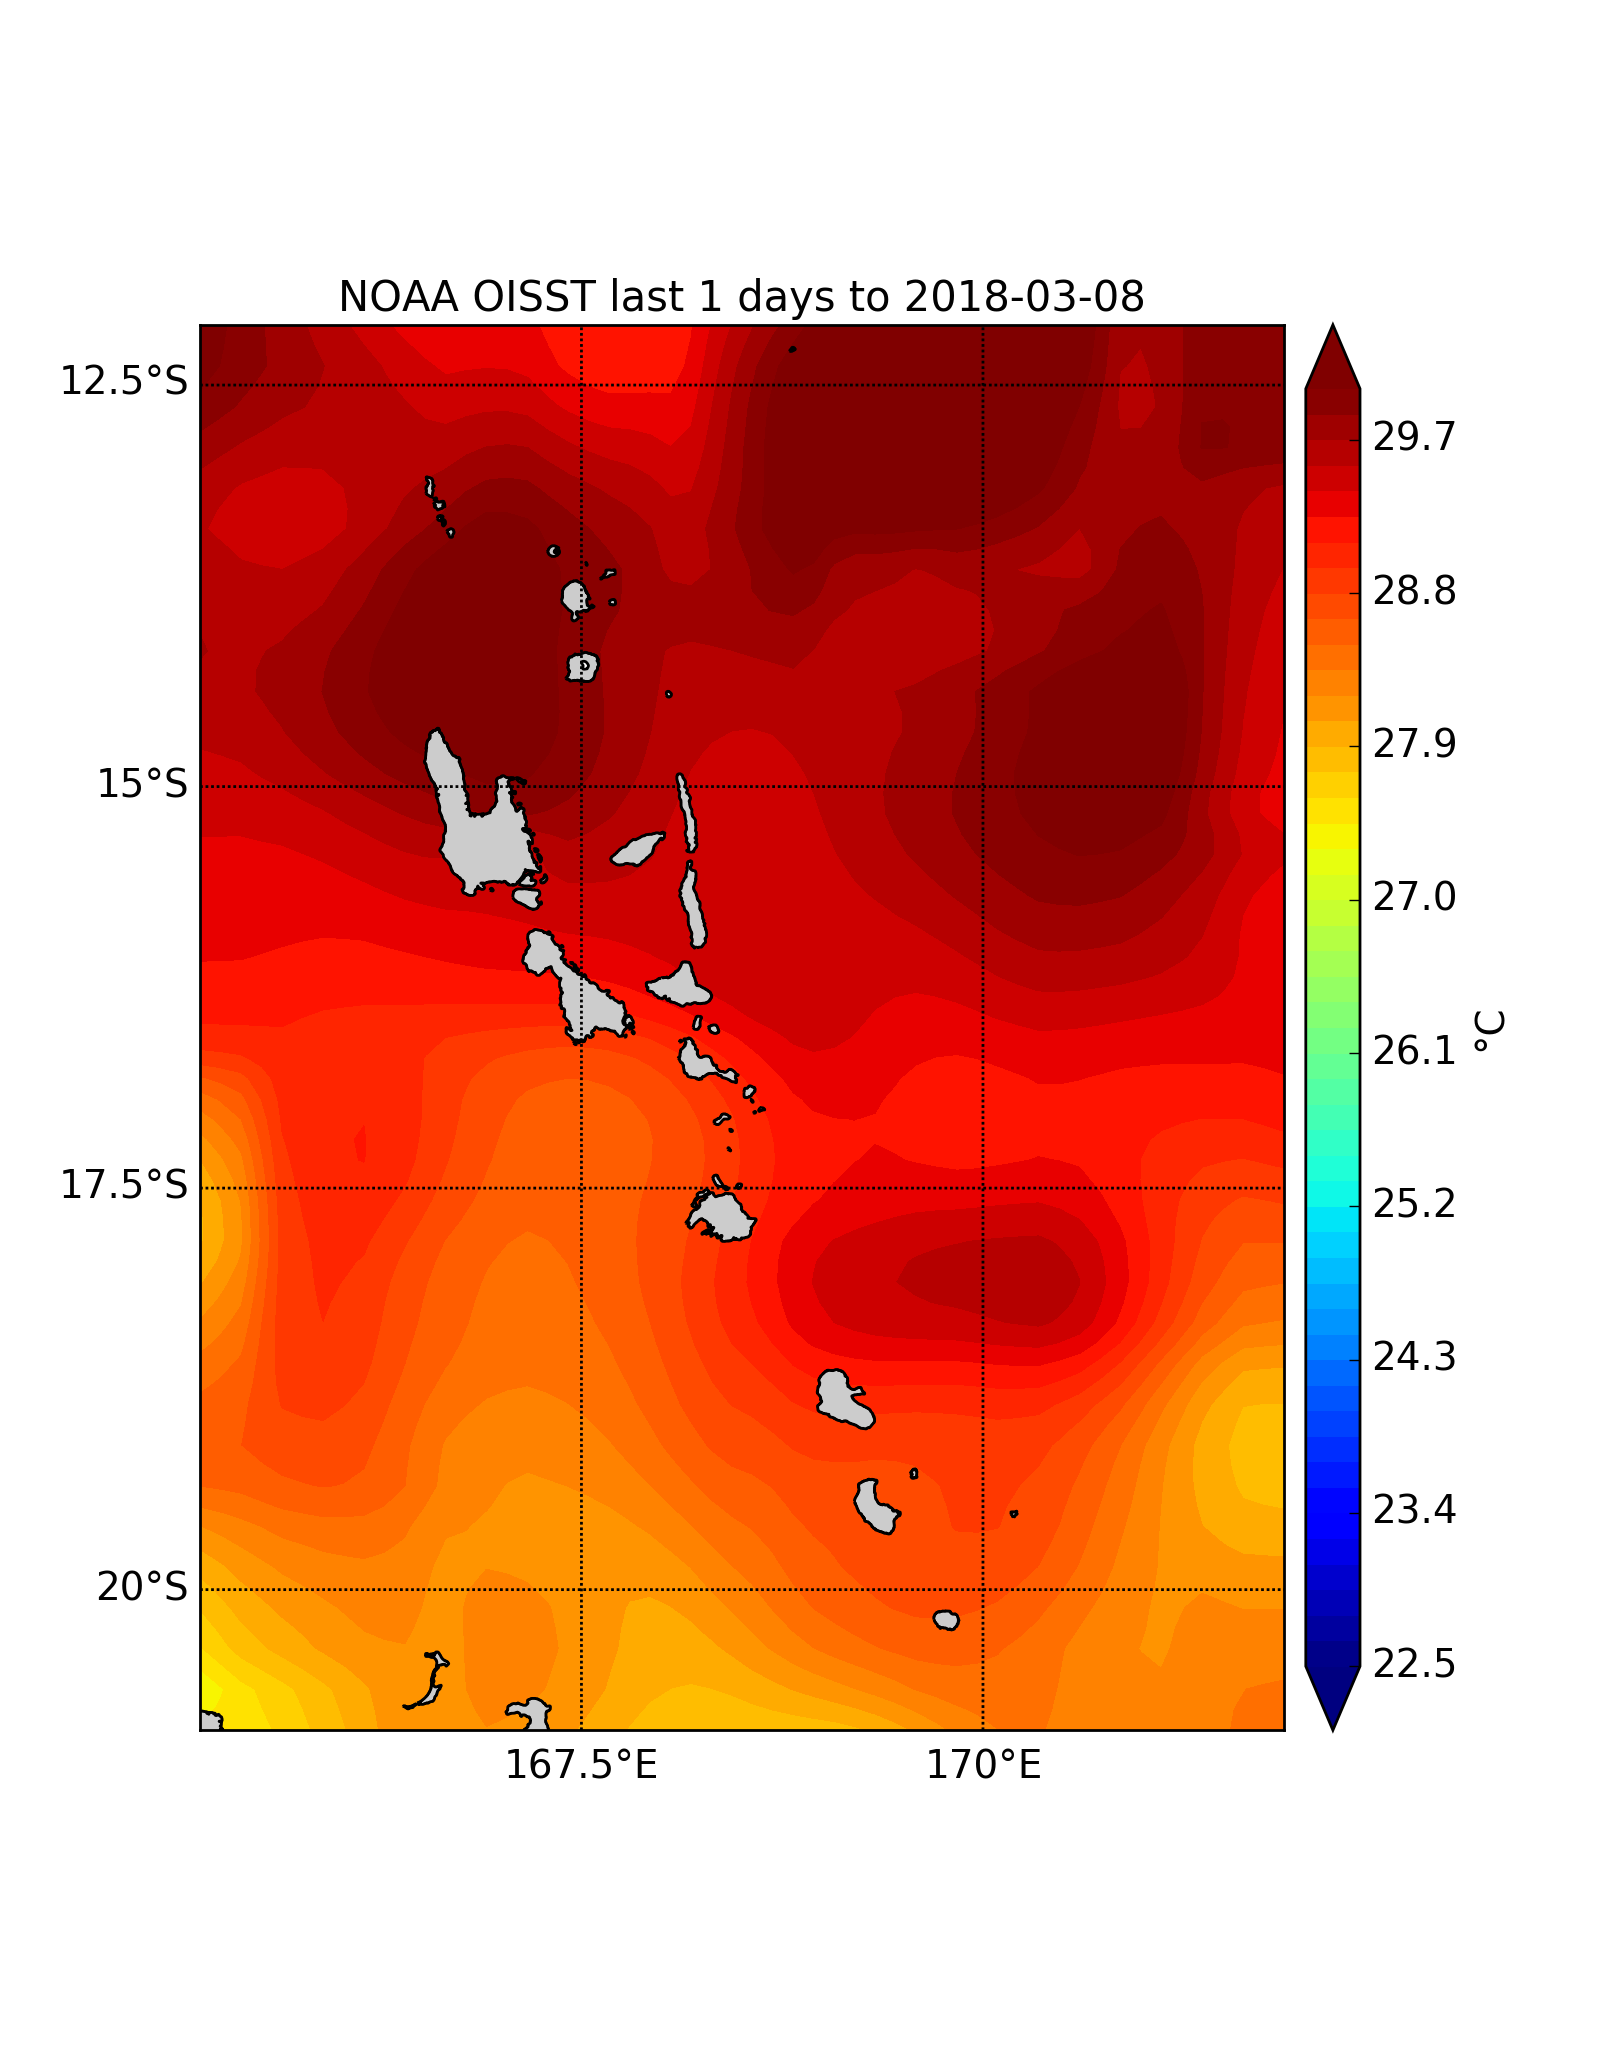 NOAA OISST last 1 days to 2018-03-08
12.5°S
15°S
17.5°S
20°S
167.5°E
170°E
29.7
28.8
27.9
27.0
26.1
25.2
24.3
23.4
22.5
°C